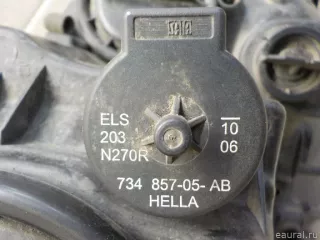 ELS
203
N270R
10
06
734 857-05- AB
HELLA
© eaural.ru